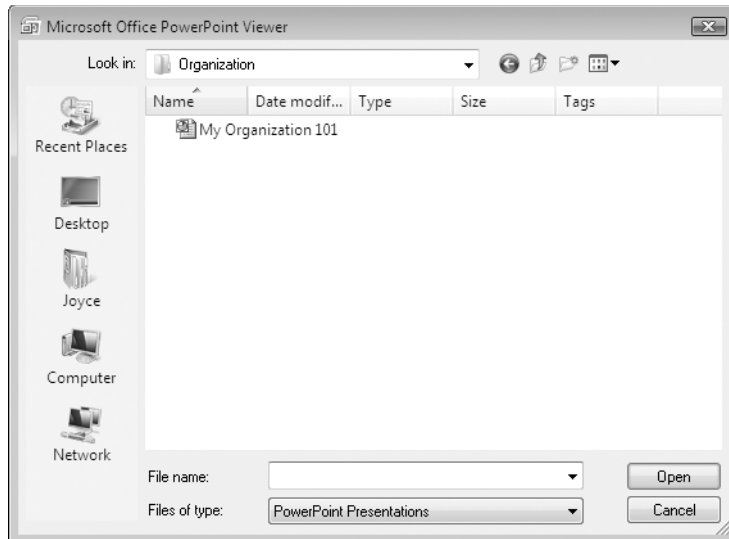 Microsoft Office PowerPoint Viewer
Look in: Organization
Name Date modif... Type Size Tags
My Organization 101
Recent Places
Desktop
Joyce
Computer
Network
File name: Open
Files of type: PowerPoint Presentations Cancel